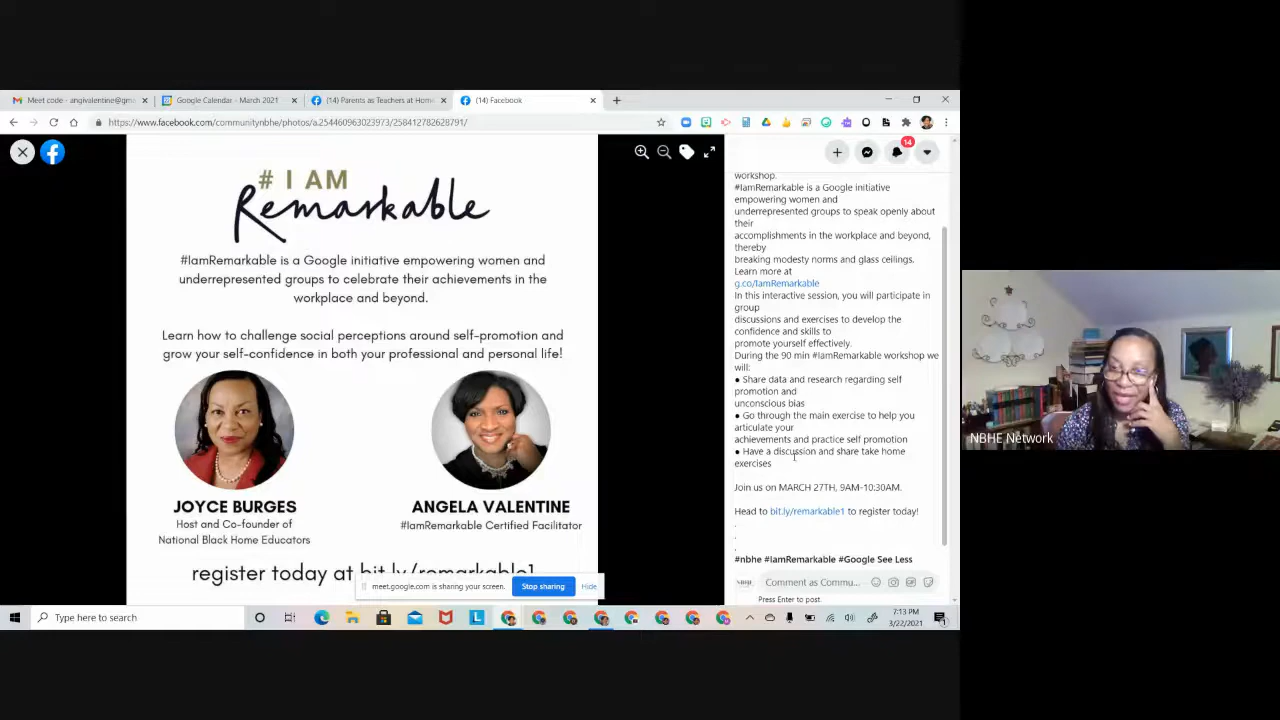 Meet code - angivalentine@gma
Google Calendar - March 2021
(14) Parents as Teachers at Home
(14) Facebook
https://www.facebook.com/communitynbhe/photos/a.254460963023973/258412782628791/
# I AM
Remarkable
#IamRemarkable is a Google initiative empowering women and
underrepresented groups to celebrate their achievements in the
workplace and beyond.
Learn how to challenge social perceptions around self-promotion and
grow your self-confidence in both your professional and personal life!
JOYCE BURGES
Host and Co-founder of
National Black Home Educators
ANGELA VALENTINE
#IamRemarkable Certified Facilitator
register today at bit.ly/remarkable1
meet.google.com is sharing your screen.
Stop sharing
Hide
14
workshop.
#IamRemarkable is a Google initiative
empowering women and
underrepresented groups to speak openly about
their
accomplishments in the workplace and beyond,
thereby
breaking modesty norms and glass ceilings.
Learn more at
g.co/IamRemarkable
In this interactive session, you will participate in
group
discussions and exercises to develop the
confidence and skills to
promote yourself effectively.
During the 90 min #IamRemarkable workshop we
will:
● Share data and research regarding self
promotion and
unconscious bias
● Go through the main exercise to help you
articulate your
achievements and practice self promotion
● Have a discussion and share take home
exercises
Join us on MARCH 27TH, 9AM-10:30AM.
Head to bit.ly/remarkable1 to register today!
.
.
.
#nbhe #IamRemarkable #Google See Less
Comment as Commu...
Press Enter to post.
Type here to search
7:13 PM
3/22/2021
NBHE Network